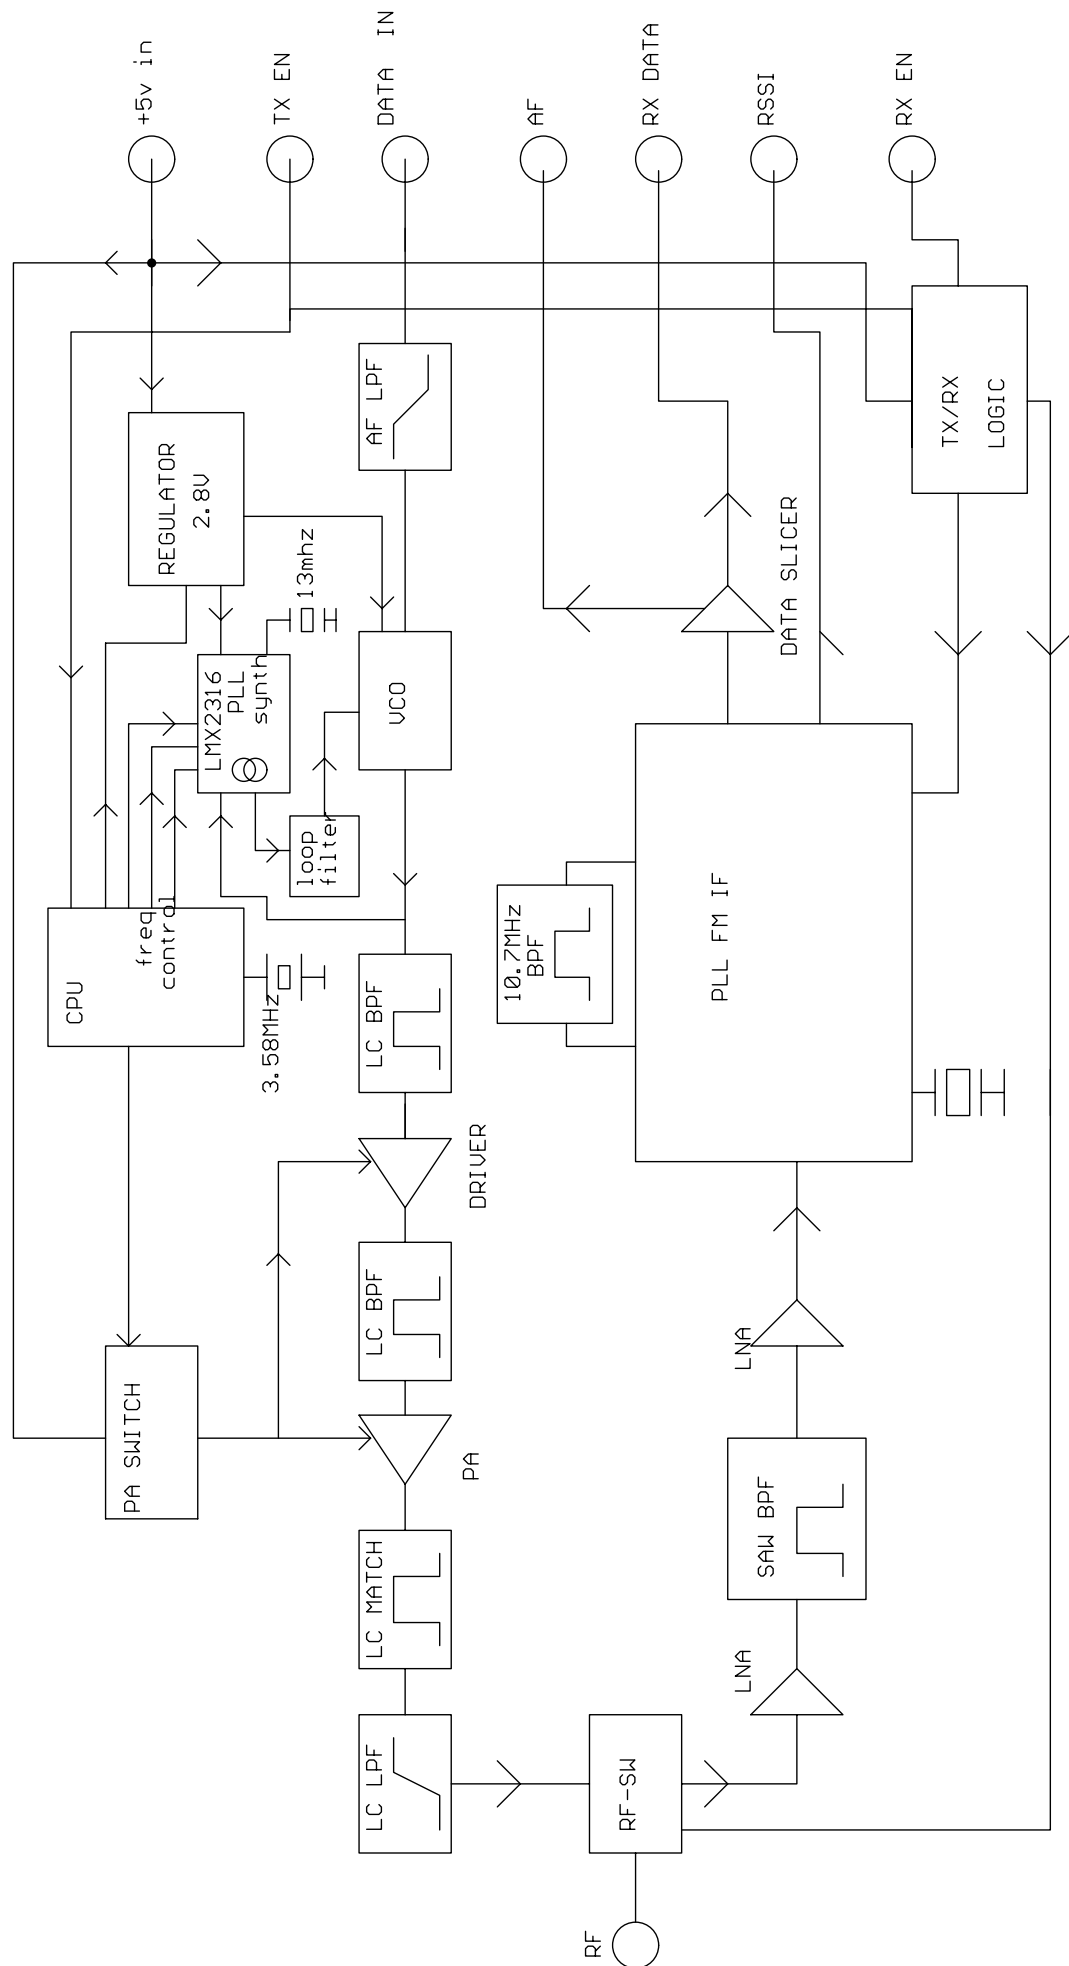 +5v in
TX EN
DATA IN
AF
RX DATA
RSSI
RX EN
REGULATOR
2.8V
AF LPF
TX/RX
LOGIC
13mhz
DATA SLICER
LMX2316
PLL
synth
VCO
loop
filter
freq
control
CPU
3.58MHz
LC BPF
10.7MHz
BPF
PLL FM IF
DRIVER
LC BPF
LNA
PA SWITCH
PA
SAW BPF
LC MATCH
LNA
LC LPF
RF-SW
RF